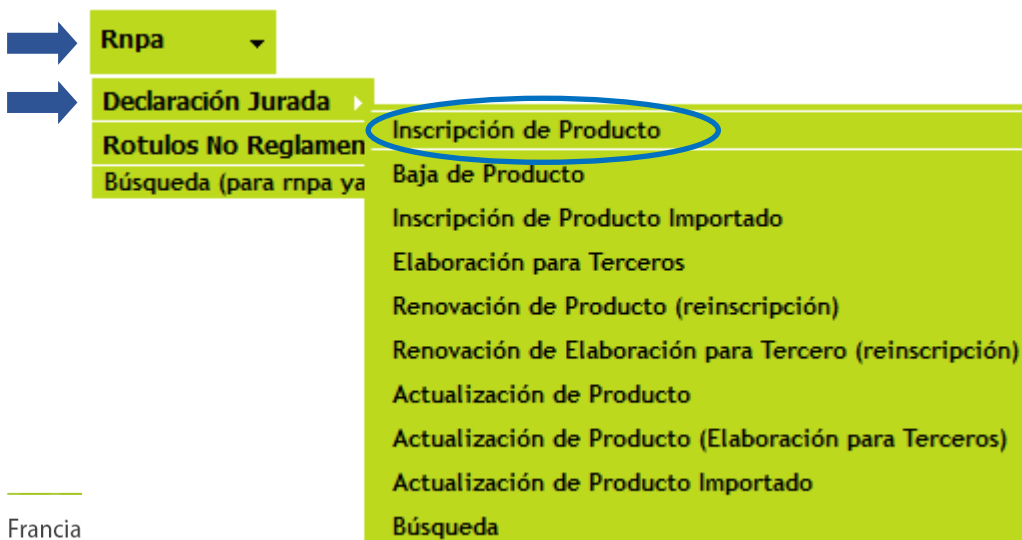 Rnpa
Declaración Jurada
Rotulos No Reglamen
Búsqueda (para rnpa ya
Inscripción de Producto
Baja de Producto
Inscripción de Producto Importado
Elaboración para Terceros
Renovación de Producto (reinscripción)
Renovación de Elaboración para Tercero (reinscripción)
Actualización de Producto
Actualización de Producto (Elaboración para Terceros)
Actualización de Producto Importado
Búsqueda
Francia